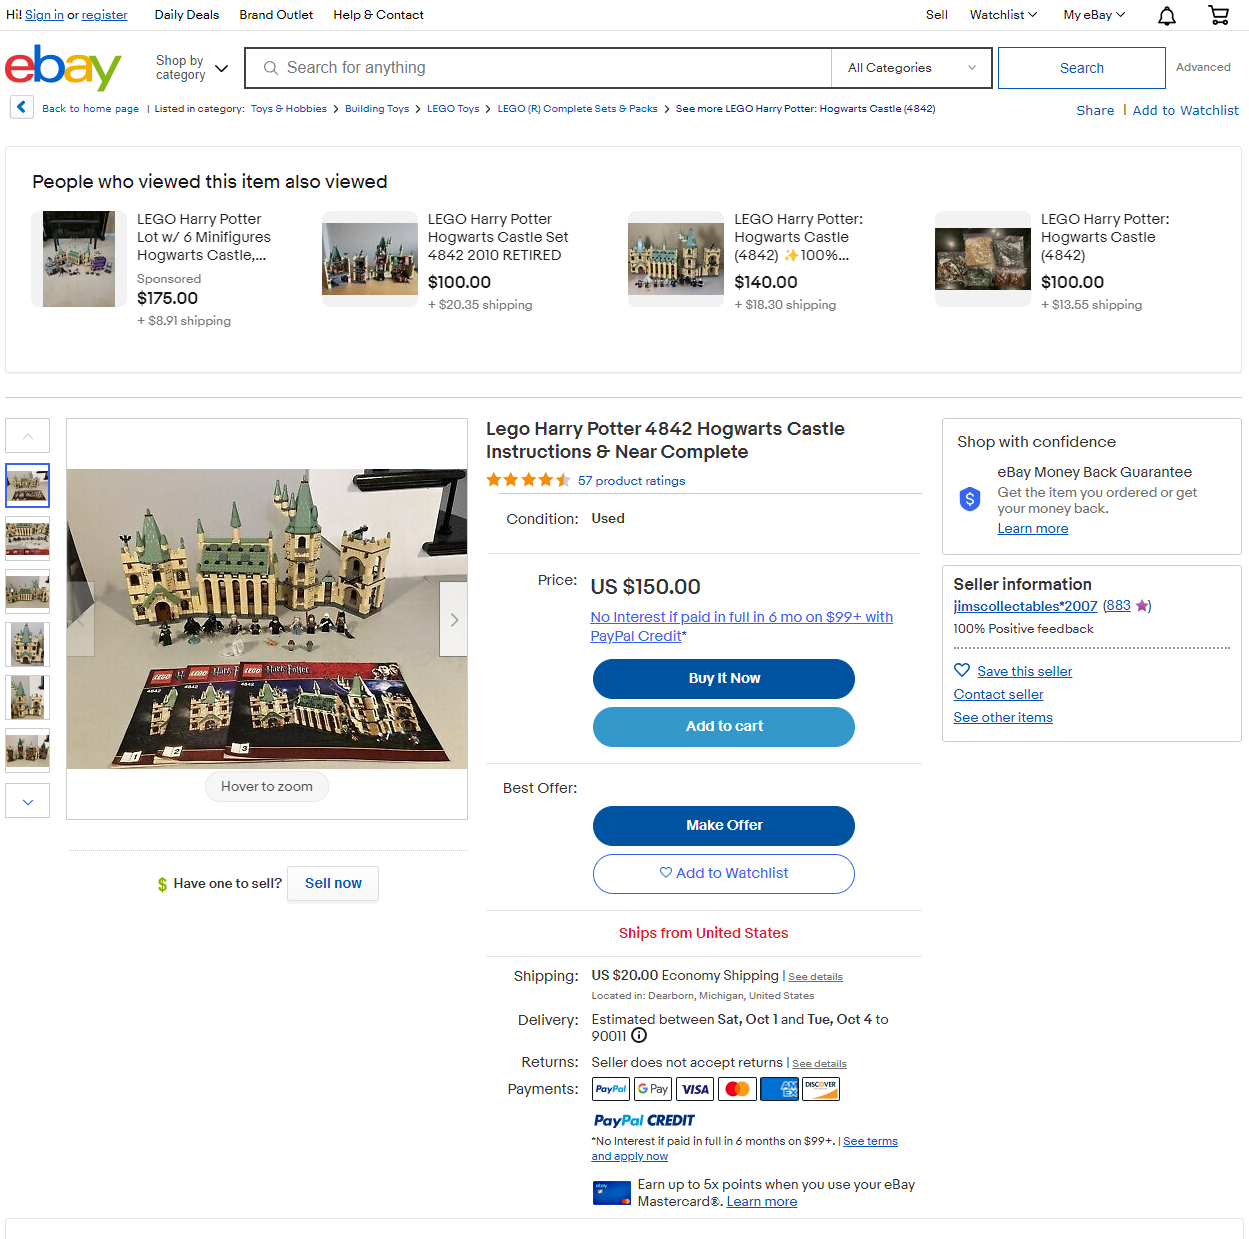 Hi! Sign in or register Daily Deals Brand Outlet Help & Contact Sell Watchlist My eBay
ebay
Shop by category
Search for anything
All Categories
Search
Advanced
Back to home page | Listed in category: Toys & Hobbies > Building Toys > LEGO Toys > LEGO (R) Complete Sets & Packs > See more LEGO Harry Potter: Hogwarts Castle (4842)
Share | Add to Watchlist
People who viewed this item also viewed
LEGO Harry Potter
Lot w/ 6 Minifigures
Hogwarts Castle,...
Sponsored
$175.00
+ $8.91 shipping
LEGO Harry Potter
Hogwarts Castle Set
4842 2010 RETIRED
$100.00
+ $20.35 shipping
LEGO Harry Potter:
Hogwarts Castle
(4842) ✨100%...
$140.00
+ $18.30 shipping
LEGO Harry Potter:
Hogwarts Castle
(4842)
$100.00
+ $13.55 shipping
LEGO H
LEGO Harry P
LEGO Harry Potter
4842
4842
4842
1
2
3
Hover to zoom
$ Have one to sell? Sell now
Lego Harry Potter 4842 Hogwarts Castle
Instructions & Near Complete
57 product ratings
Condition: Used
Price: US $150.00
No Interest if paid in full in 6 mo on $99+ with
PayPal Credit*
Buy It Now
Add to cart
Best Offer:
Make Offer
Add to Watchlist
Ships from United States
Shipping: US $20.00 Economy Shipping | See details
Located in: Dearborn, Michigan, United States
Delivery: Estimated between Sat, Oct 1 and Tue, Oct 4 to
90011
Returns: Seller does not accept returns | See details
Payments: PayPal G Pay VISA AMEX DISCOVER
PayPal CREDIT
*No Interest if paid in full in 6 months on $99+. | See terms
and apply now
ebay
Earn up to 5x points when you use your eBay
Mastercard®. Learn more
Shop with confidence
eBay Money Back Guarantee
$
Get the item you ordered or get
your money back.
Learn more
Seller information
jimscollectables*2007 (883)
100% Positive feedback
Save this seller
Contact seller
See other items